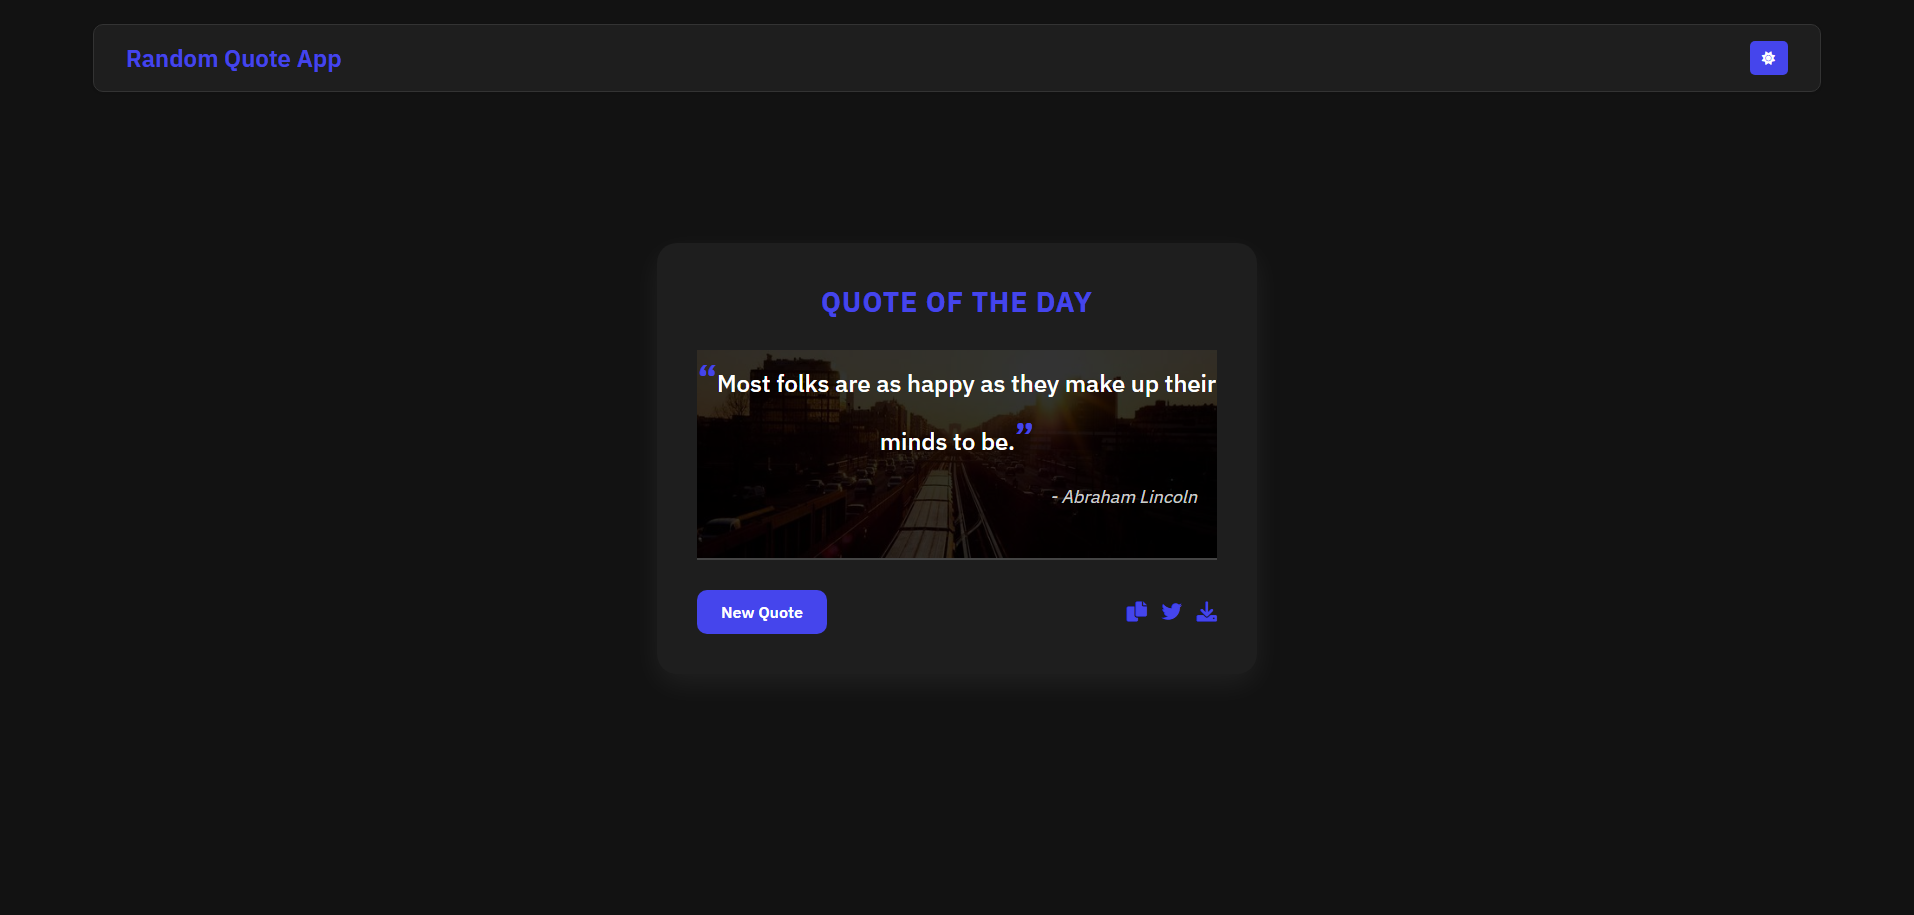 Random Quote App
QUOTE OF THE DAY
“Most folks are as happy as they make up their
minds to be.”
- Abraham Lincoln
New Quote